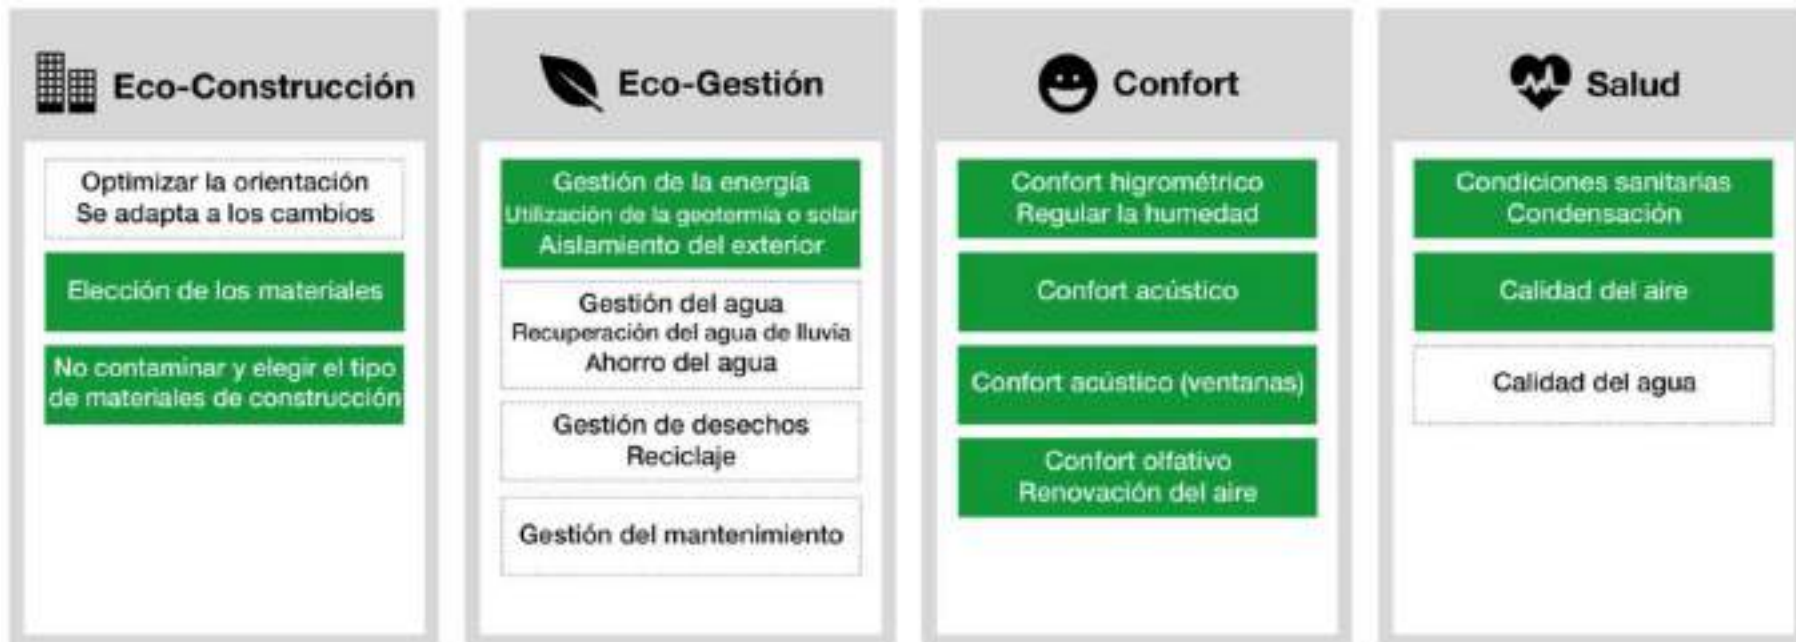 Eco-Construcción
Optimizar la orientación
Se adapta a los cambios
Elección de los materiales
No contaminar y elegir el tipo
de materiales de construcción
Eco-Gestión
Gestión de la energía
Utilización de la geotermia o solar
Aislamiento del exterior
Gestión del agua
Recuperación del agua de lluvia
Ahorro del agua
Gestión de desechos
Reciclaje
Gestión del mantenimiento
Confort
Confort higrométrico
Regular la humedad
Confort acústico
Confort acústico (ventanas)
Confort olfativo
Renovación del aire
Salud
Condiciones sanitarias
Condensación
Calidad del aire
Calidad del agua